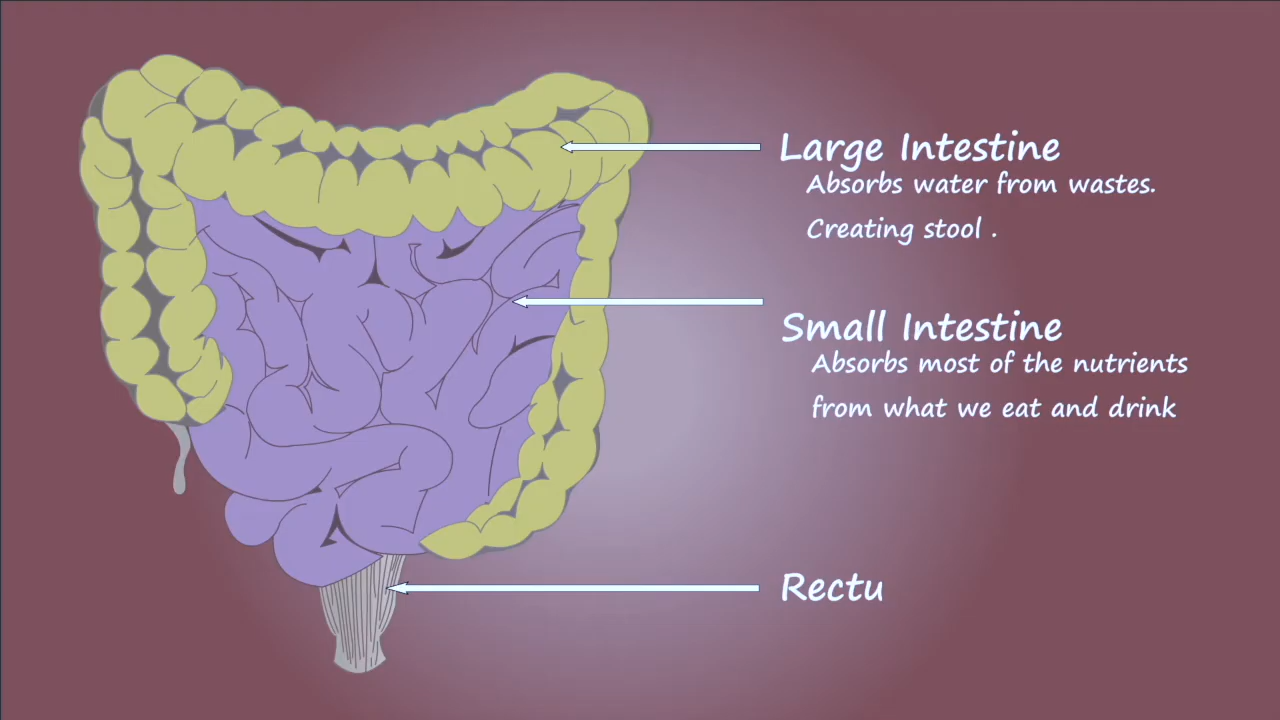 Large Intestine
Absorbs water from wastes.
Creating stool .
Small Intestine
Absorbs most of the nutrients
from what we eat and drink
Rectu